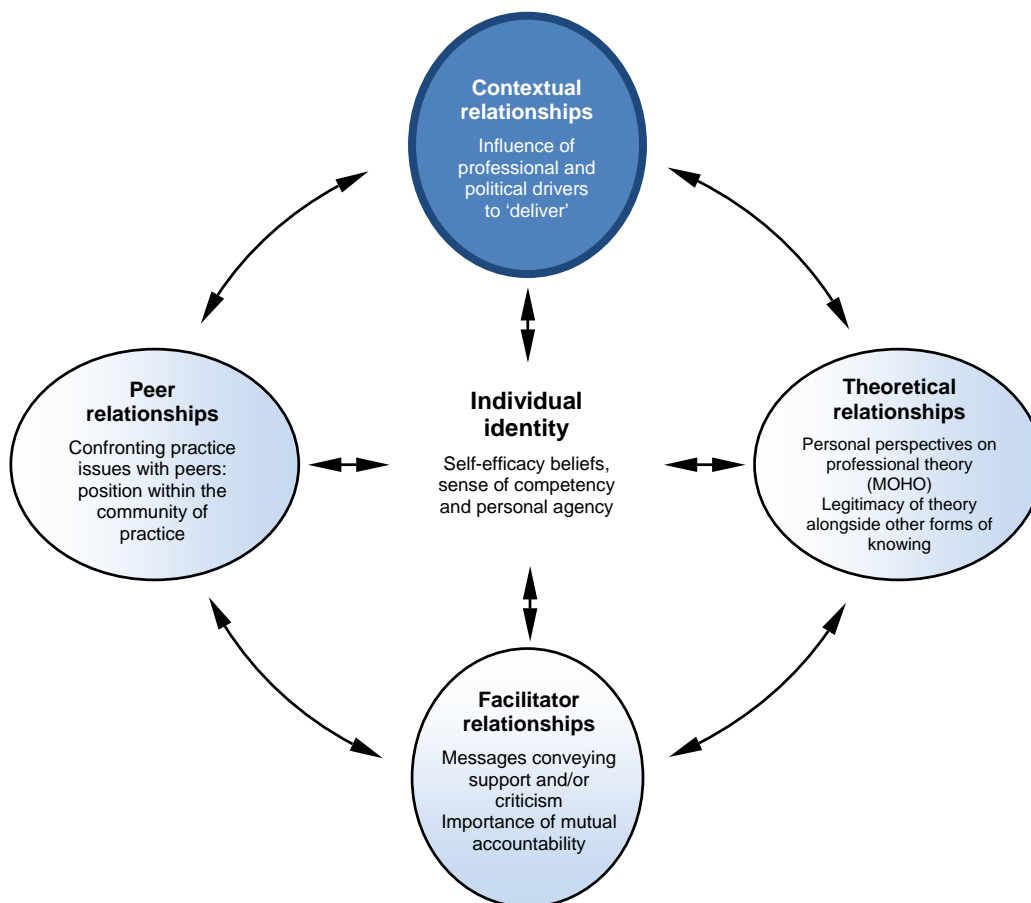 Contextual
relationships
Influence of
professional and
political drivers
to ‘deliver’
Peer
relationships
Confronting practice
issues with peers:
position within the
community of
practice
Individual
identity
Self-efficacy beliefs,
sense of competency
and personal agency
Theoretical
relationships
Personal perspectives on
professional theory
(MOHO)
Legitimacy of theory
alongside other forms of
knowing
Facilitator
relationships
Messages conveying
support and/or
criticism
Importance of mutual
accountability